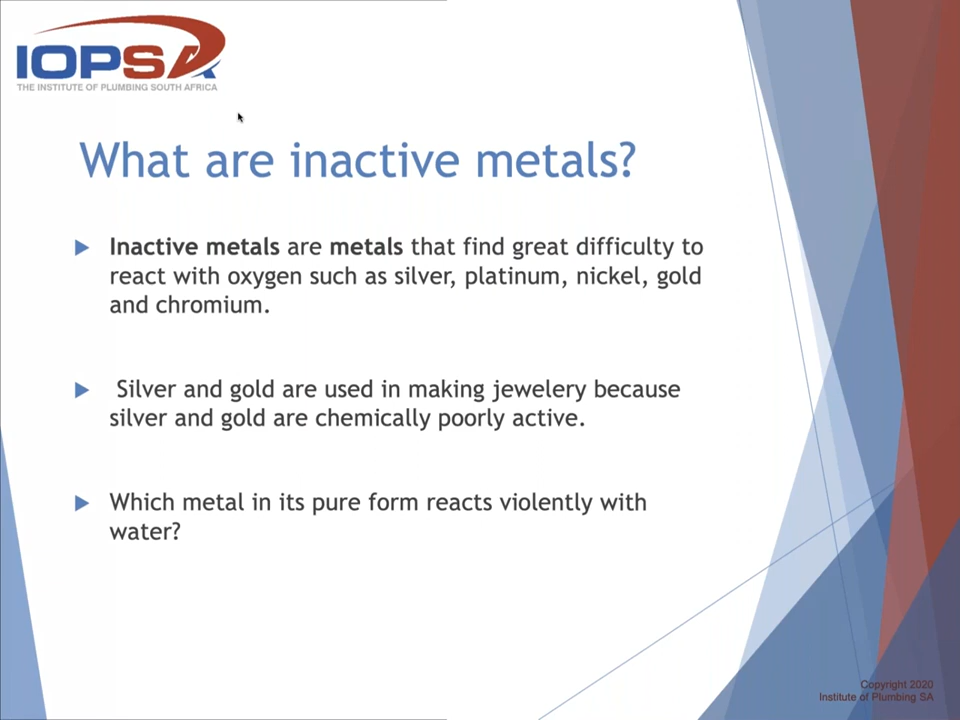 IOPSA
THE INSTITUTE OF PLUMBING SOUTH AFRICA
What are inactive metals?
Inactive metals are metals that find great difficulty to
react with oxygen such as silver, platinum, nickel, gold
and chromium.
Silver and gold are used in making jewelery because
silver and gold are chemically poorly active.
Which metal in its pure form reacts violently with
water?
Copyright 2020
Institute of Plumbing SA